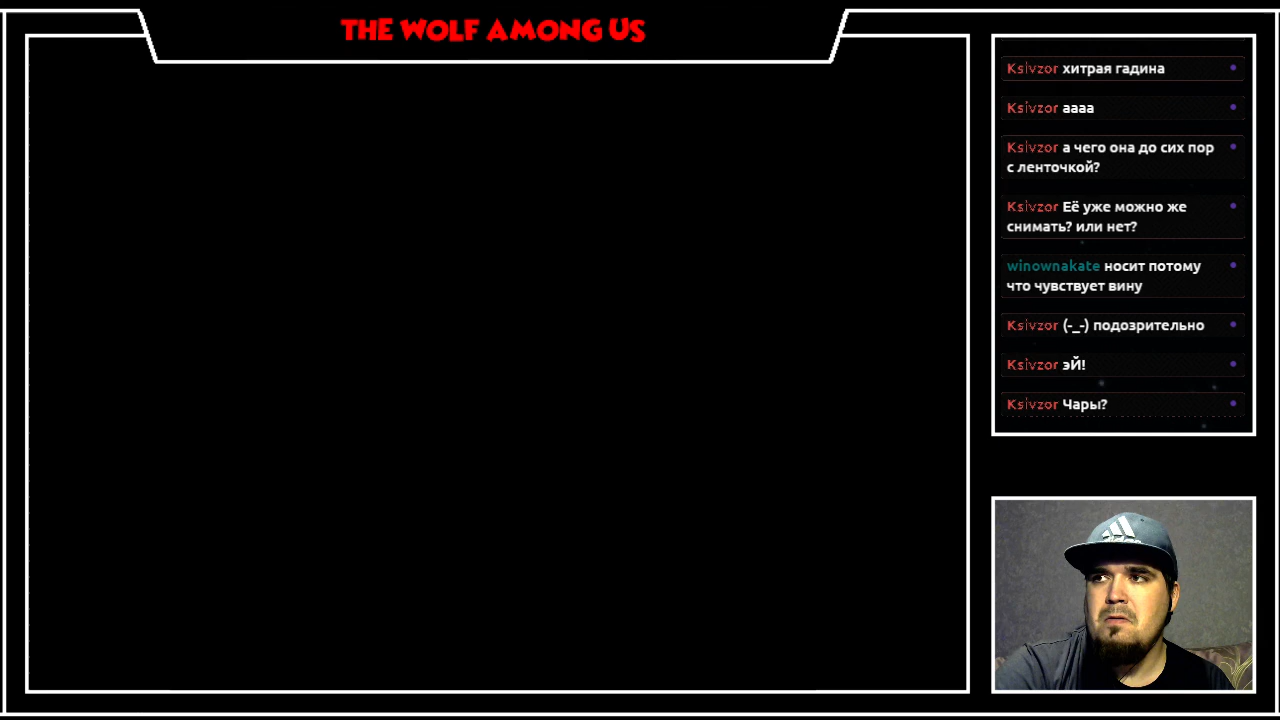 THE WOLF AMONG US
Ksivzor хитрая гадина
Ksivzor аааа
Ksivzor а чего она до сих пор
с ленточкой?
Ksivzor Её уже можно же
снимать? или нет?
winownakate носит потому
что чувствует вину
Ksivzor (-_-) подозрительно
Ksivzor эЙ!
Ksivzor Чары?